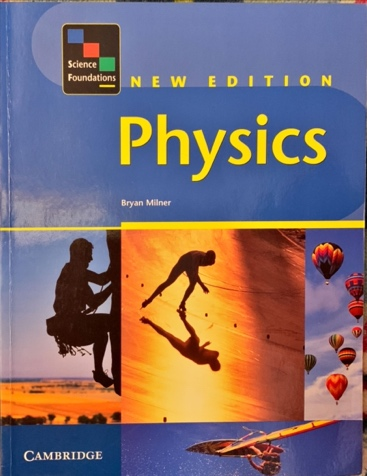 Science
Foundations
NEW EDITION
Physics
Bryan Milner
CAMBRIDGE